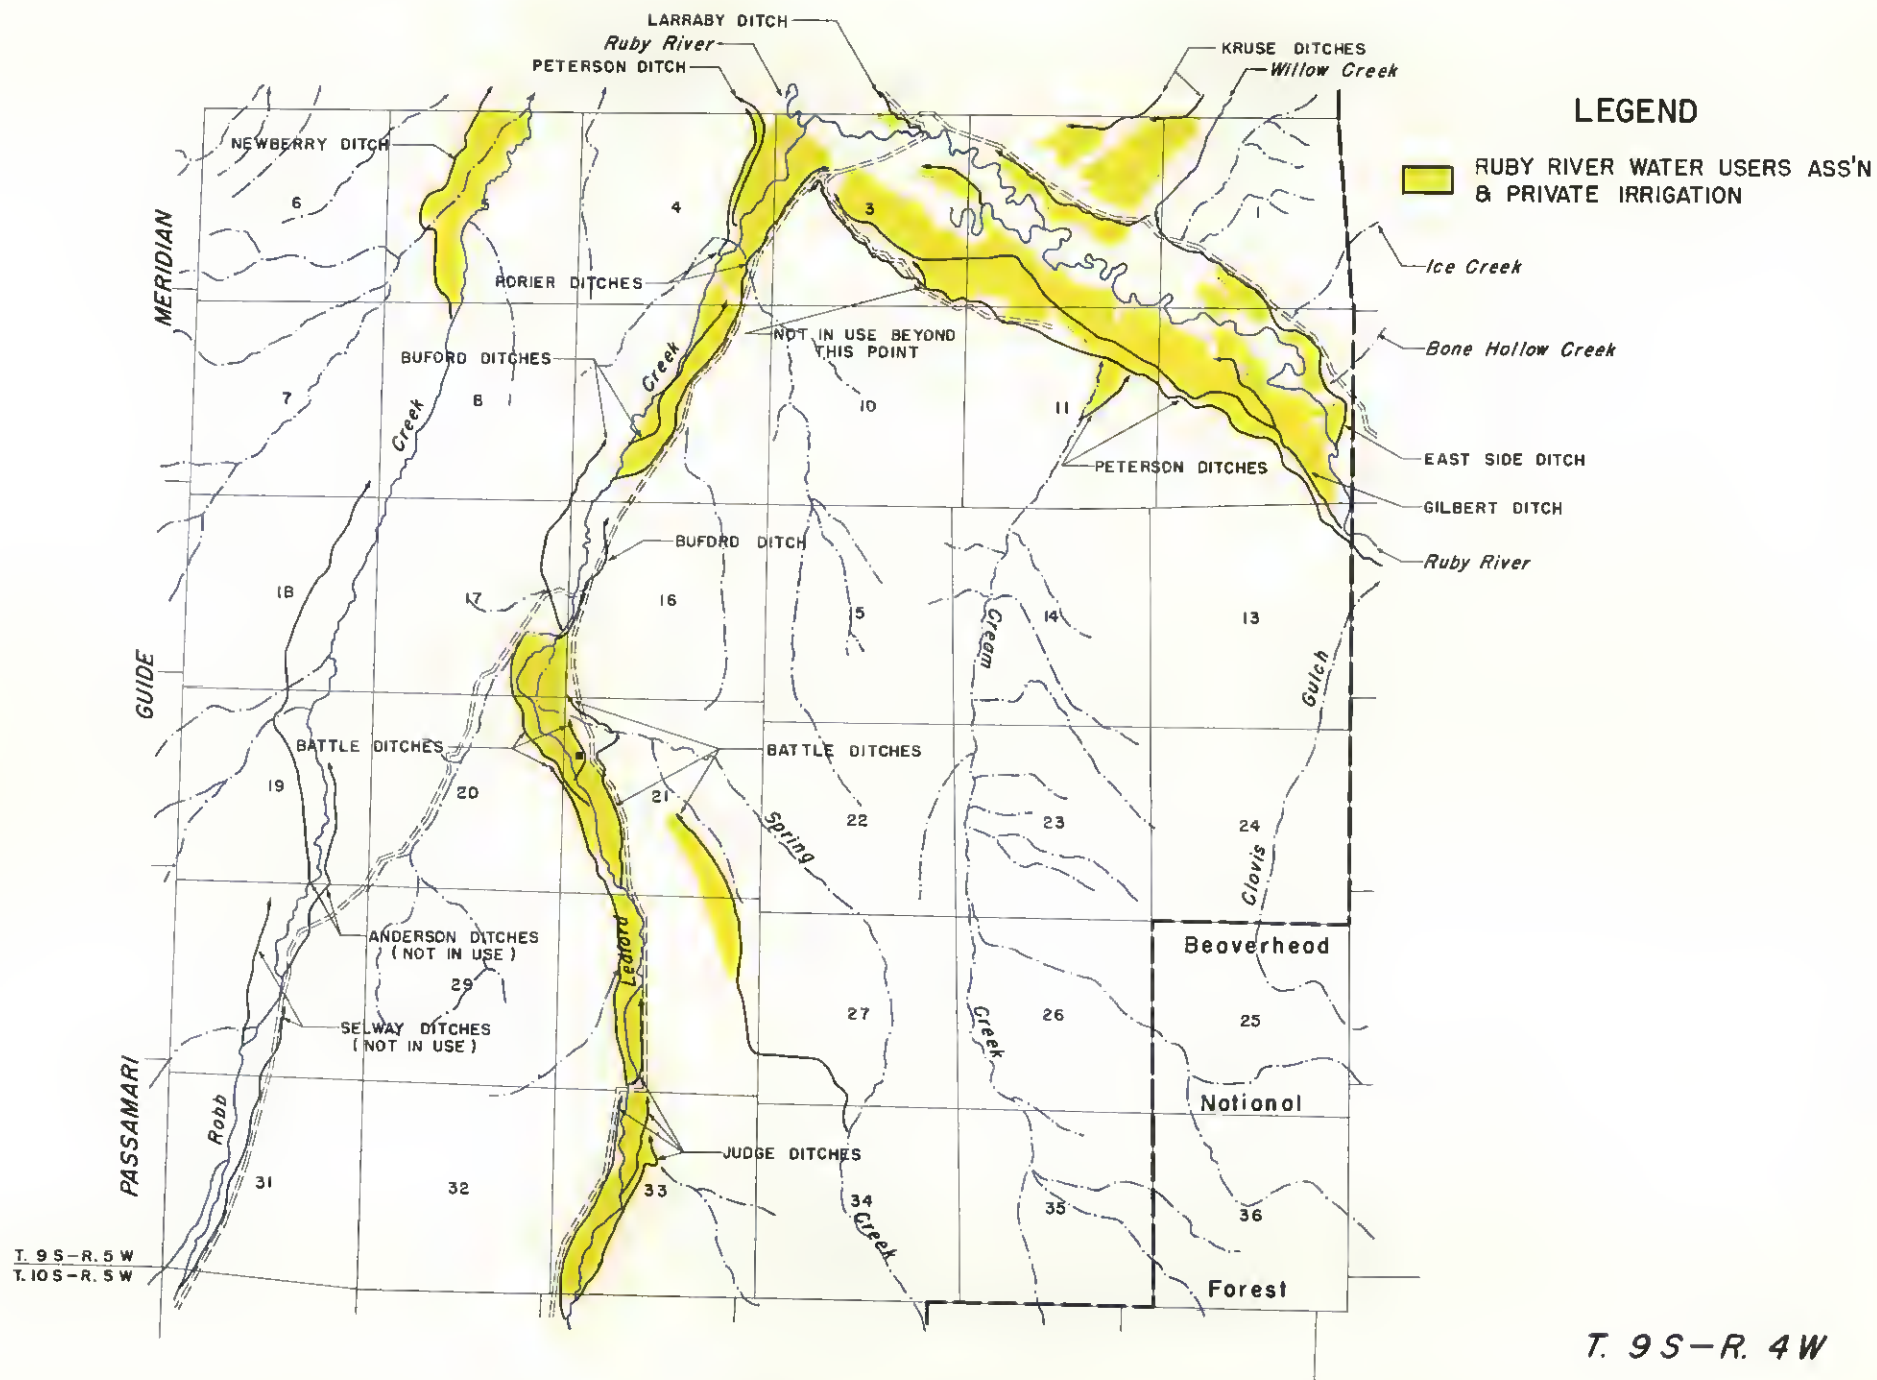 LARRABY DITCH
Ruby River
PETERSON DITCH
KRUSE DITCHES
Willow Creek
LEGEND
RUBY RIVER WATER USERS ASS'N
& PRIVATE IRRIGATION
NEWBERRY DITCH
6
5
4
3
1
MERIDIAN
Ice Creek
RORIER DITCHES
NOT IN USE BEYOND
THIS POINT
Bone Hollow Creek
BUFORD DITCHES
Creek
7
8
10
11
Creek
EAST SIDE DITCH
PETERSON DITCHES
GILBERT DITCH
BUFORD DITCH
Ruby River
18
17
16
15
14
13
Cream
GUIDE
Gulch
BATTLE DITCHES
BATTLE DITCHES
19
20
21
22
23
24
Spring
Clovis
ANDERSON DITCHES
(NOT IN USE)
Ledford
Beaverhead
29
27
26
25
SELWAY DITCHES
(NOT IN USE)
Creek
PASSAMARI
Robb
National
JUDGE DITCHES
31
32
33
34
35
36
Creek
T. 9 S-R. 5 W
T. 10 S-R. 5 W
Forest
T. 9 S-R. 4 W